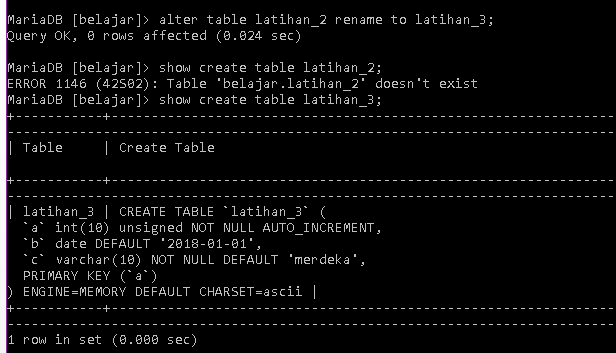 MariaDB [belajar]> alter table latihan_2 rename to latihan_3;
Query OK, 0 rows affected (0.024 sec)
MariaDB [belajar]> show create table latihan_2;
ERROR 1146 (42S02): Table 'belajar.latihan_2' doesn't exist
MariaDB [belajar]> show create table latihan_3;
| Table | Create Table
| latihan_3 | CREATE TABLE `latihan_3` (
`a` int(10) unsigned NOT NULL AUTO_INCREMENT,
`b` date DEFAULT '2018-01-01',
`c` varchar(10) NOT NULL DEFAULT 'merdeka',
PRIMARY KEY (`a`)
) ENGINE=MEMORY DEFAULT CHARSET=ascii |
1 row in set (0.000 sec)